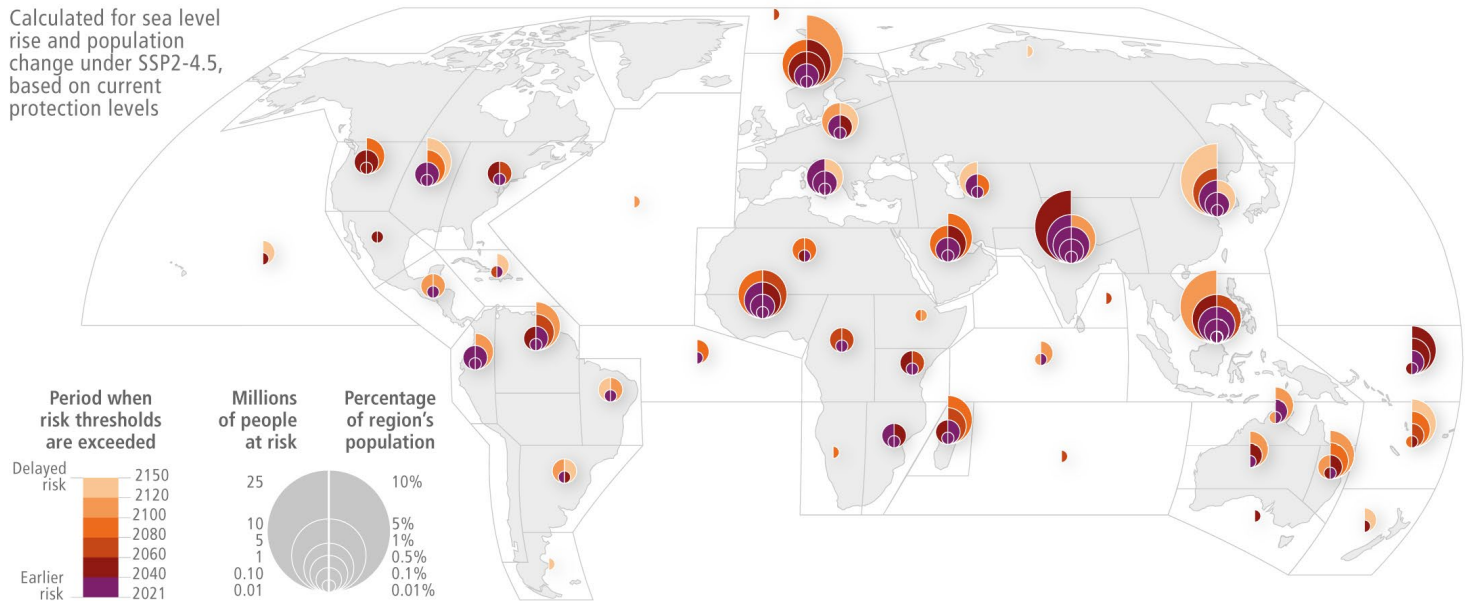 Calculated for sea level
rise and population
change under SSP2-4.5,
based on current
protection levels
Period when
risk thresholds
are exceeded
Delayed
risk
2150
2120
2100
2080
2060
2040
2021
Earlier
risk
Millions
of people
at risk
25
10
5
1
0.10
0.01
Percentage
of region's
population
10%
5%
1%
0.5%
0.1%
0.01%